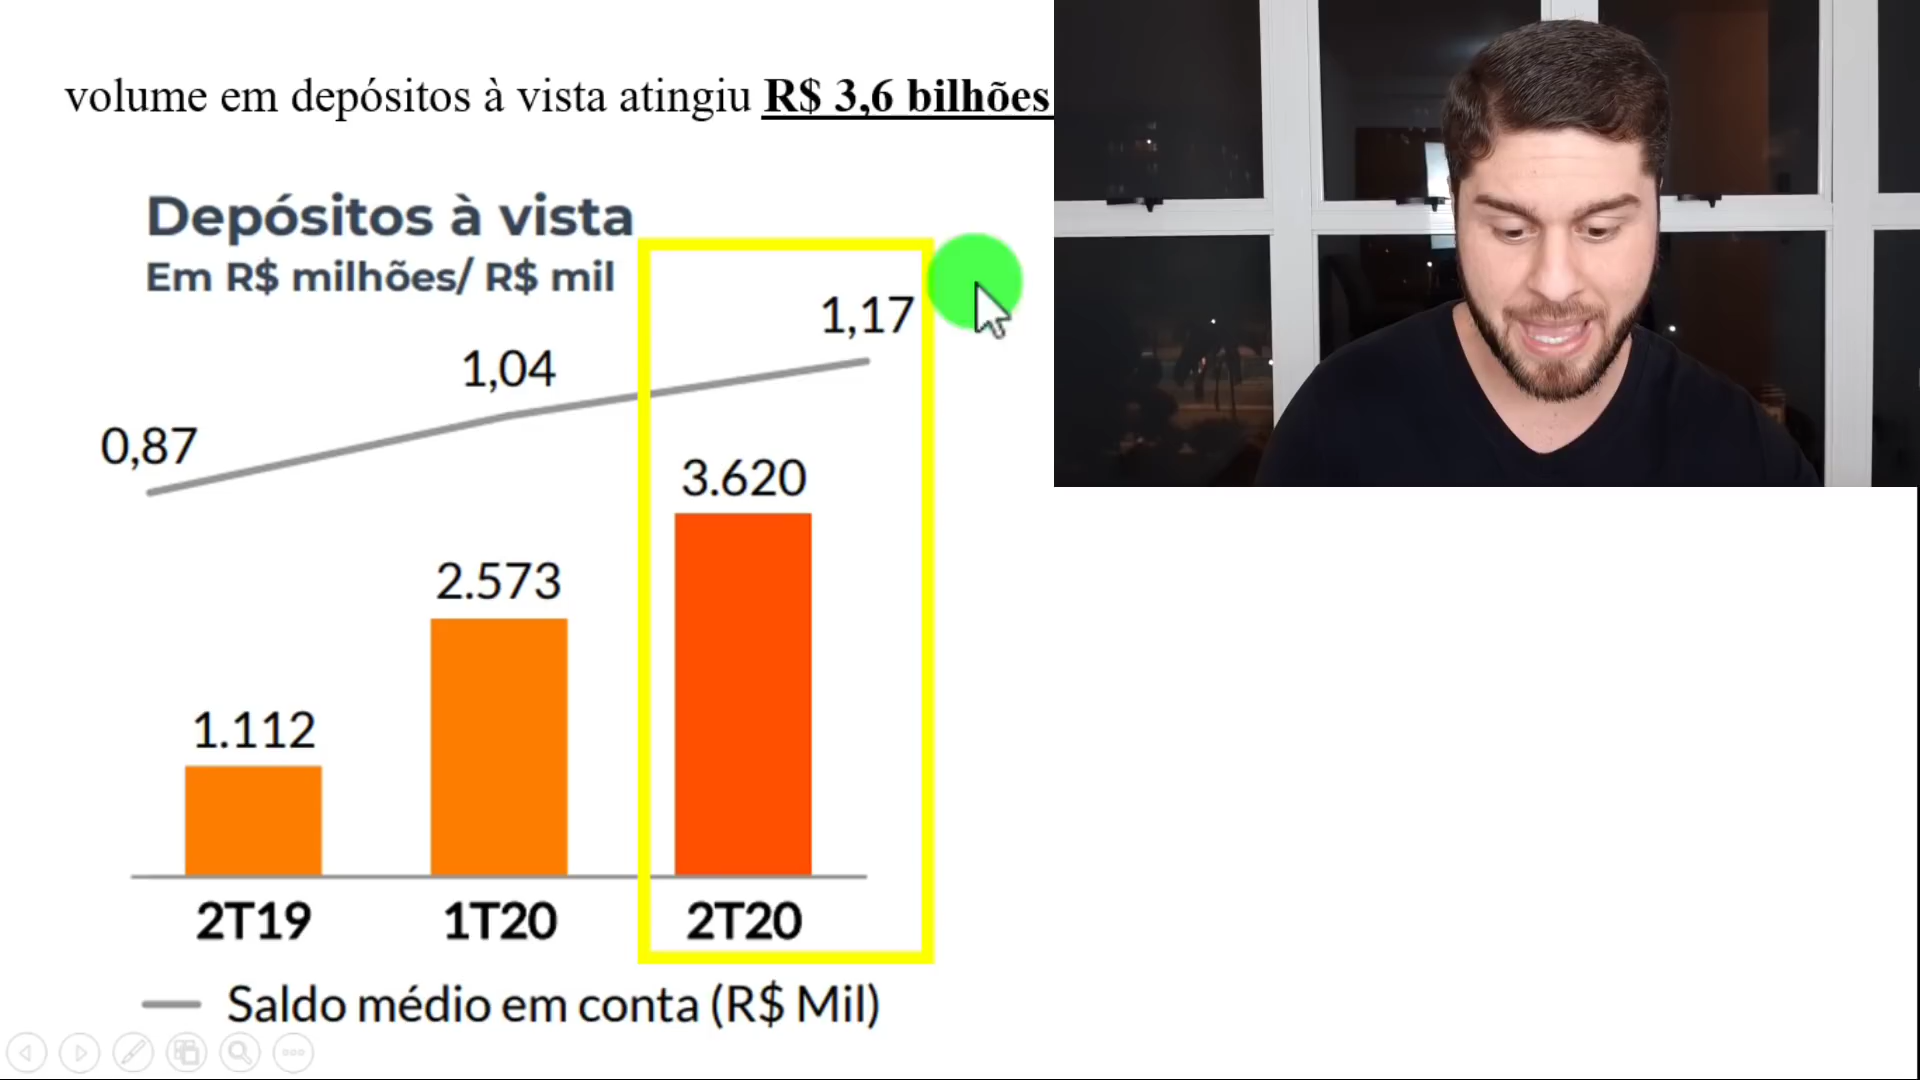 volume em depósitos à vista atingiu R$ 3,6 bilhões
Depósitos à vista
Em R$ milhões/ R$ mil
0,87
1,04
1,17
1.112
2.573
3.620
2T19
1T20
2T20
Saldo médio em conta (R$ Mil)